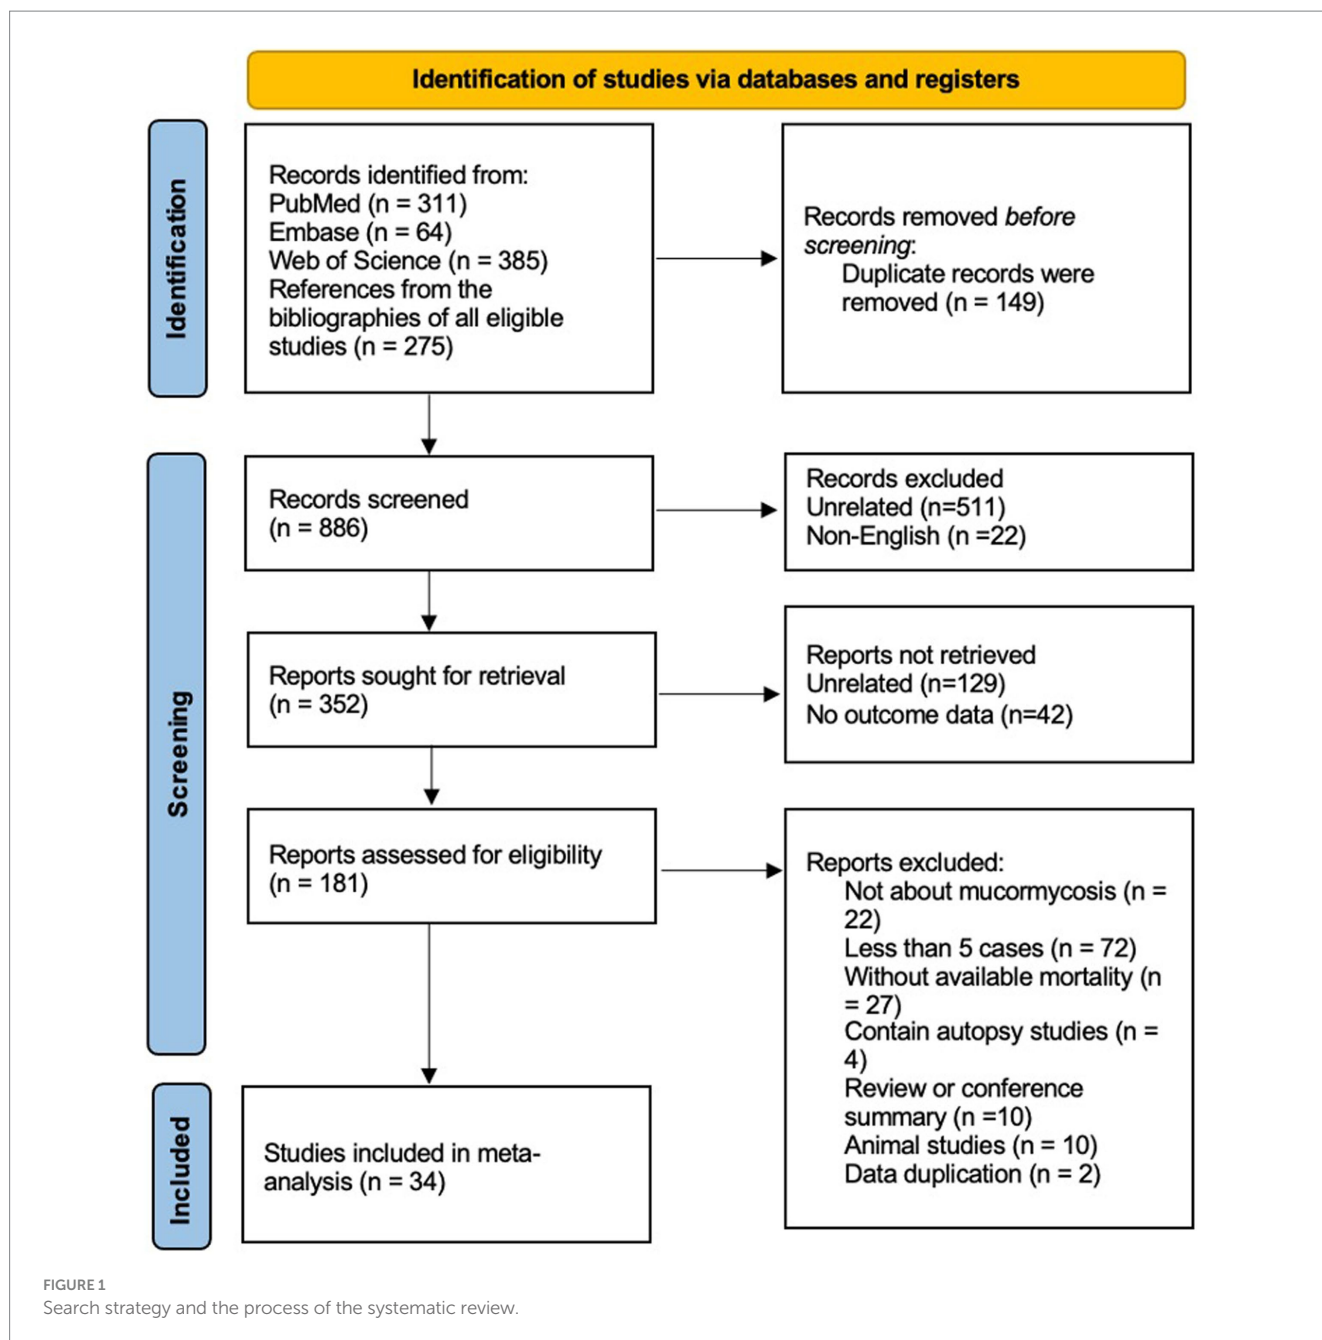 Identification of studies via databases and registers
Identification
Records identified from:
PubMed (n = 311)
Embase (n = 64)
Web of Science (n = 385)
References from the
bibliographies of all eligible
studies (n = 275)
Records removed before
screening:
Duplicate records were
removed (n = 149)
Screening
Records screened
(n = 886)
Records excluded
Unrelated (n=511)
Non-English (n =22)
Reports sought for retrieval
(n = 352)
Reports not retrieved
Unrelated (n=129)
No outcome data (n=42)
Reports assessed for eligibility
(n = 181)
Reports excluded:
Not about mucormycosis (n =
22)
Less than 5 cases (n = 72)
Without available mortality (n
= 27)
Contain autopsy studies (n =
4)
Review or conference
summary (n =10)
Animal studies (n = 10)
Data duplication (n = 2)
Included
Studies included in meta-
analysis (n = 34)
FIGURE 1
Search strategy and the process of the systematic review.